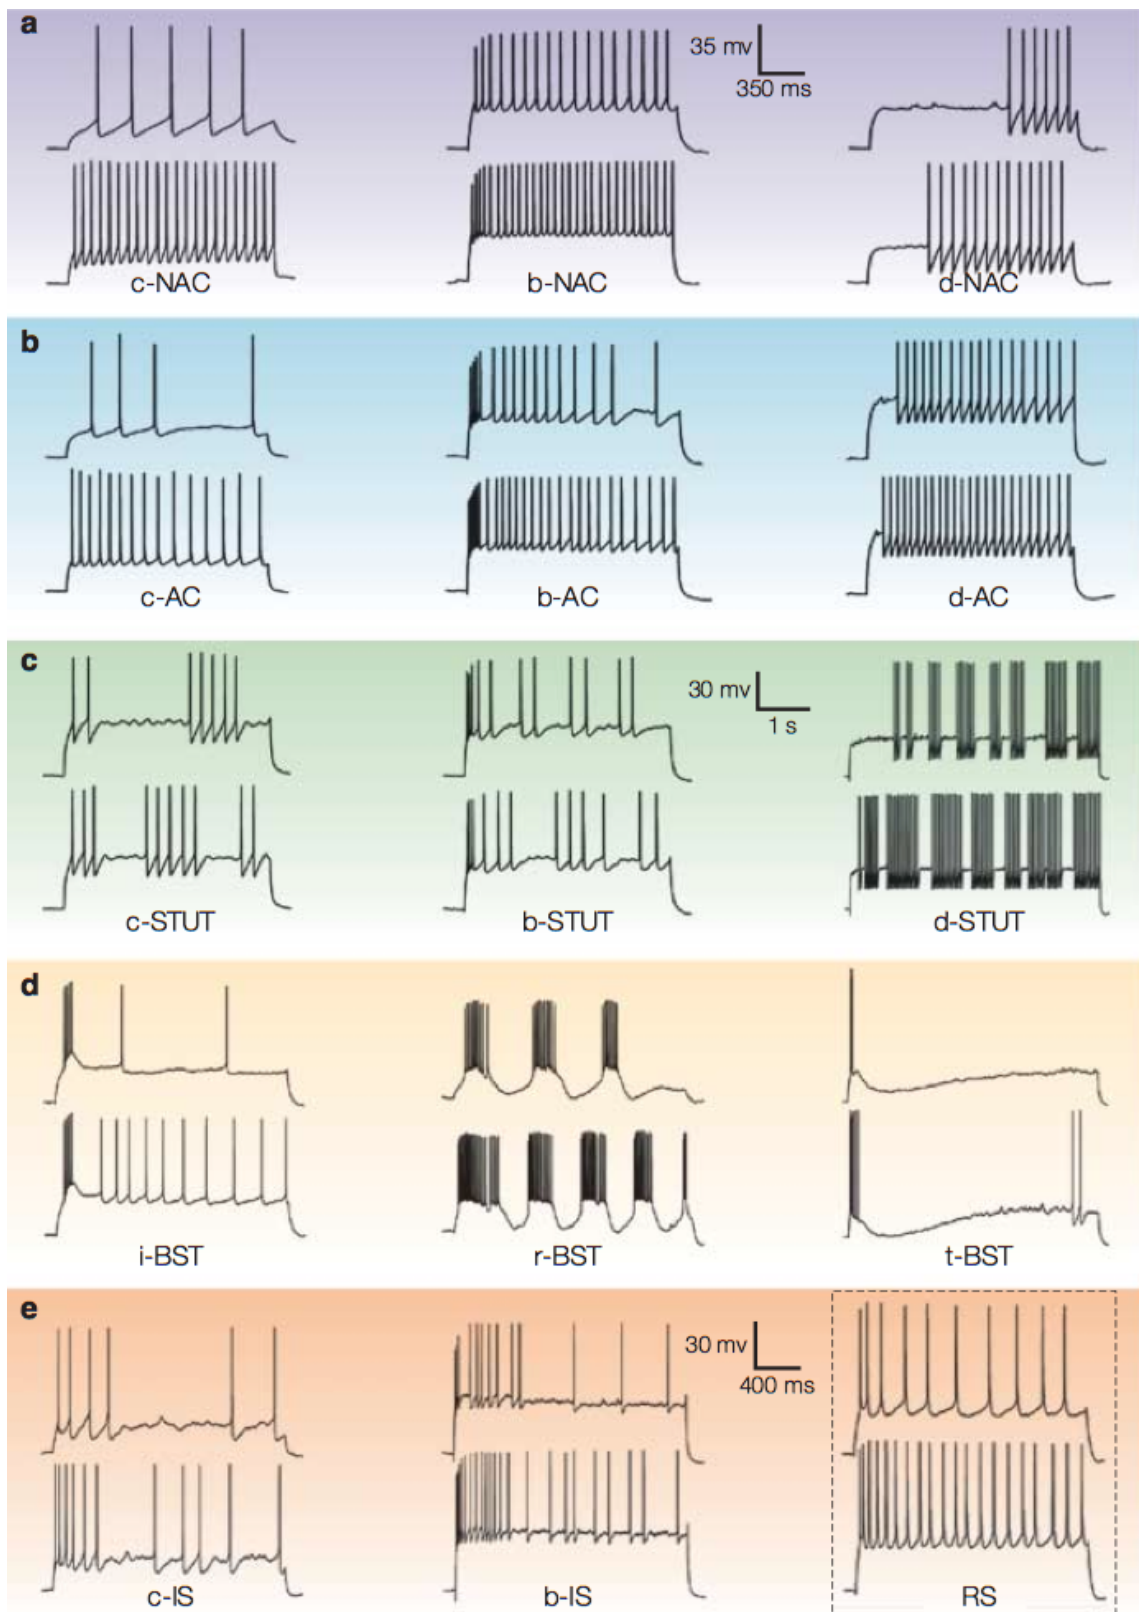 a
35 mv
350 ms
c-NAC
b-NAC
d-NAC
b
c-AC
b-AC
d-AC
c
30 mv
1 s
c-STUT
b-STUT
d-STUT
d
i-BST
r-BST
t-BST
e
30 mv
400 ms
c-IS
b-IS
RS